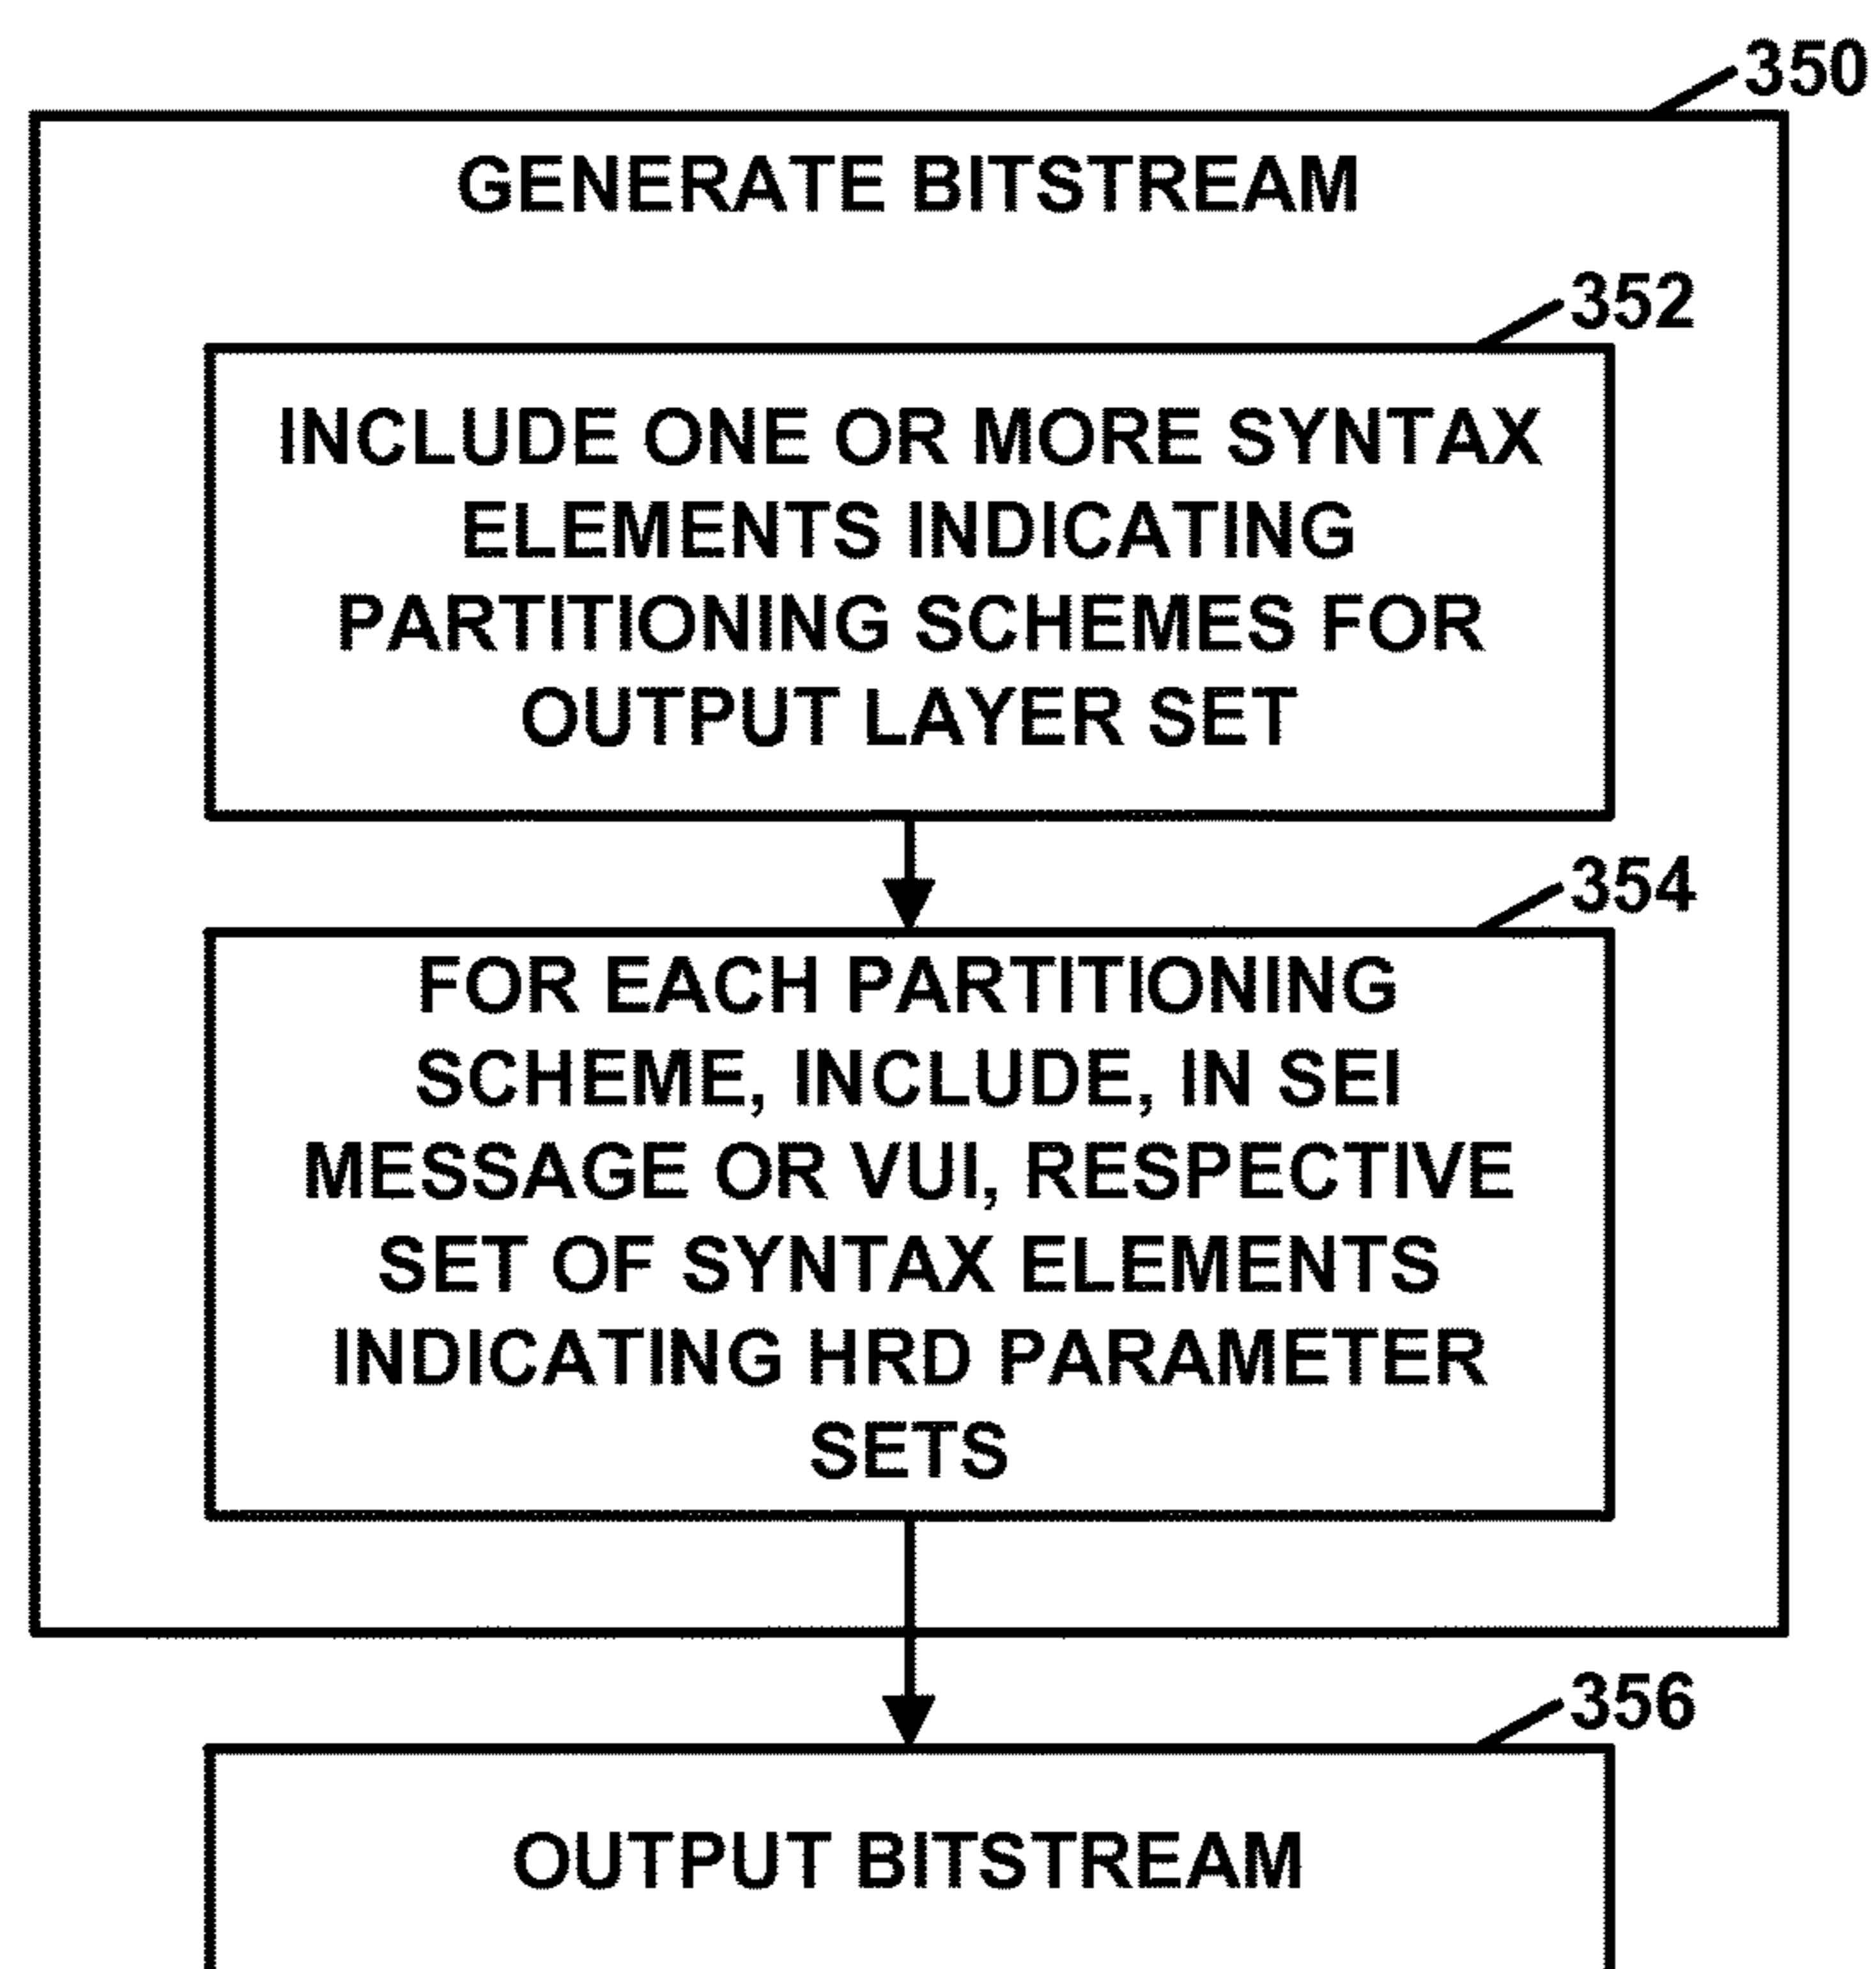 350
GENERATE BITSTREAM
352
INCLUDE ONE OR MORE SYNTAX
ELEMENTS INDICATING
PARTITIONING SCHEMES FOR
OUTPUT LAYER SET
354
FOR EACH PARTITIONING
SCHEME, INCLUDE, IN SEI
MESSAGE OR VUI, RESPECTIVE
SET OF SYNTAX ELEMENTS
INDICATING HRD PARAMETER
SETS
356
OUTPUT BITSTREAM